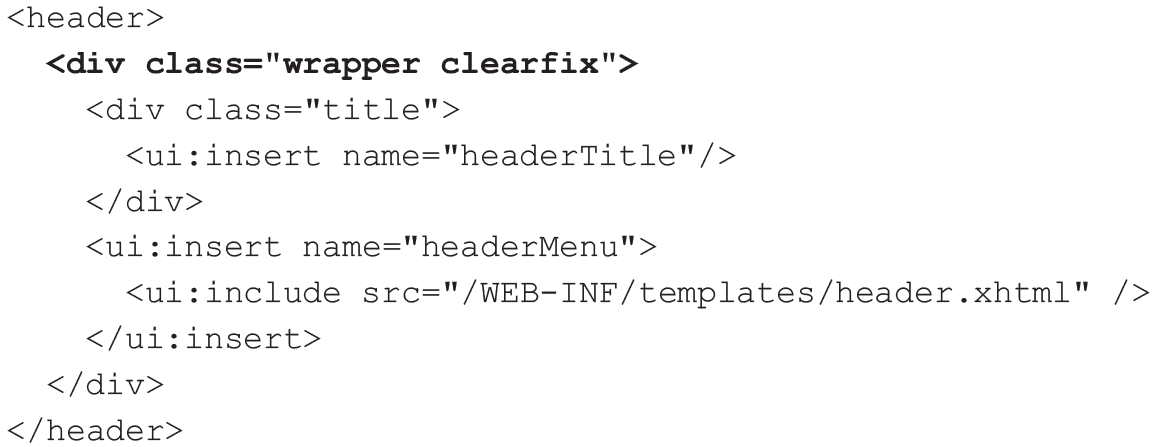 <header>
  <div class="wrapper clearfix">
    <div class="title">
      <ui:insert name="headerTitle"/>
    </div>
    <ui:insert name="headerMenu">
      <ui:include src="/WEB-INF/templates/header.xhtml" />
    </ui:insert>
  </div>
</header>